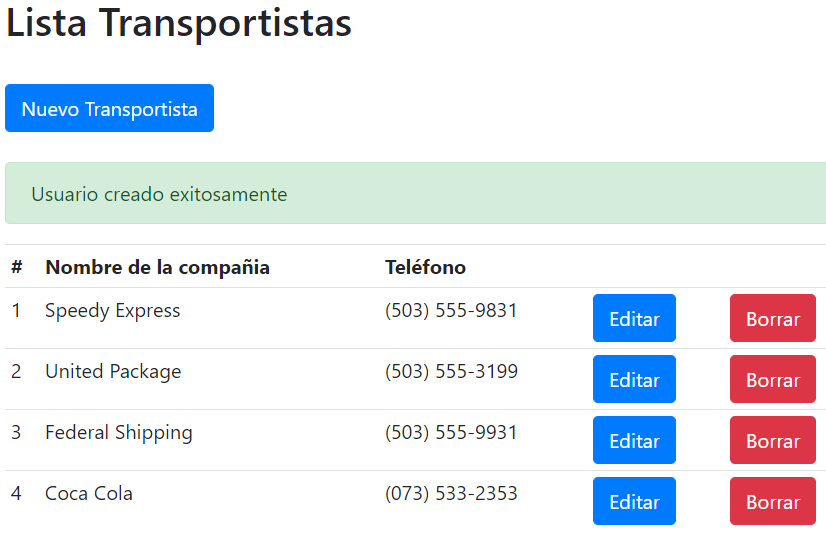 Lista Transportistas
Nuevo Transportista
Usuario creado exitosamente
# Nombre de la compañia Teléfono
1 Speedy Express (503) 555-9831 Editar Borrar
2 United Package (503) 555-3199 Editar Borrar
3 Federal Shipping (503) 555-9931 Editar Borrar
4 Coca Cola (073) 533-2353 Editar Borrar